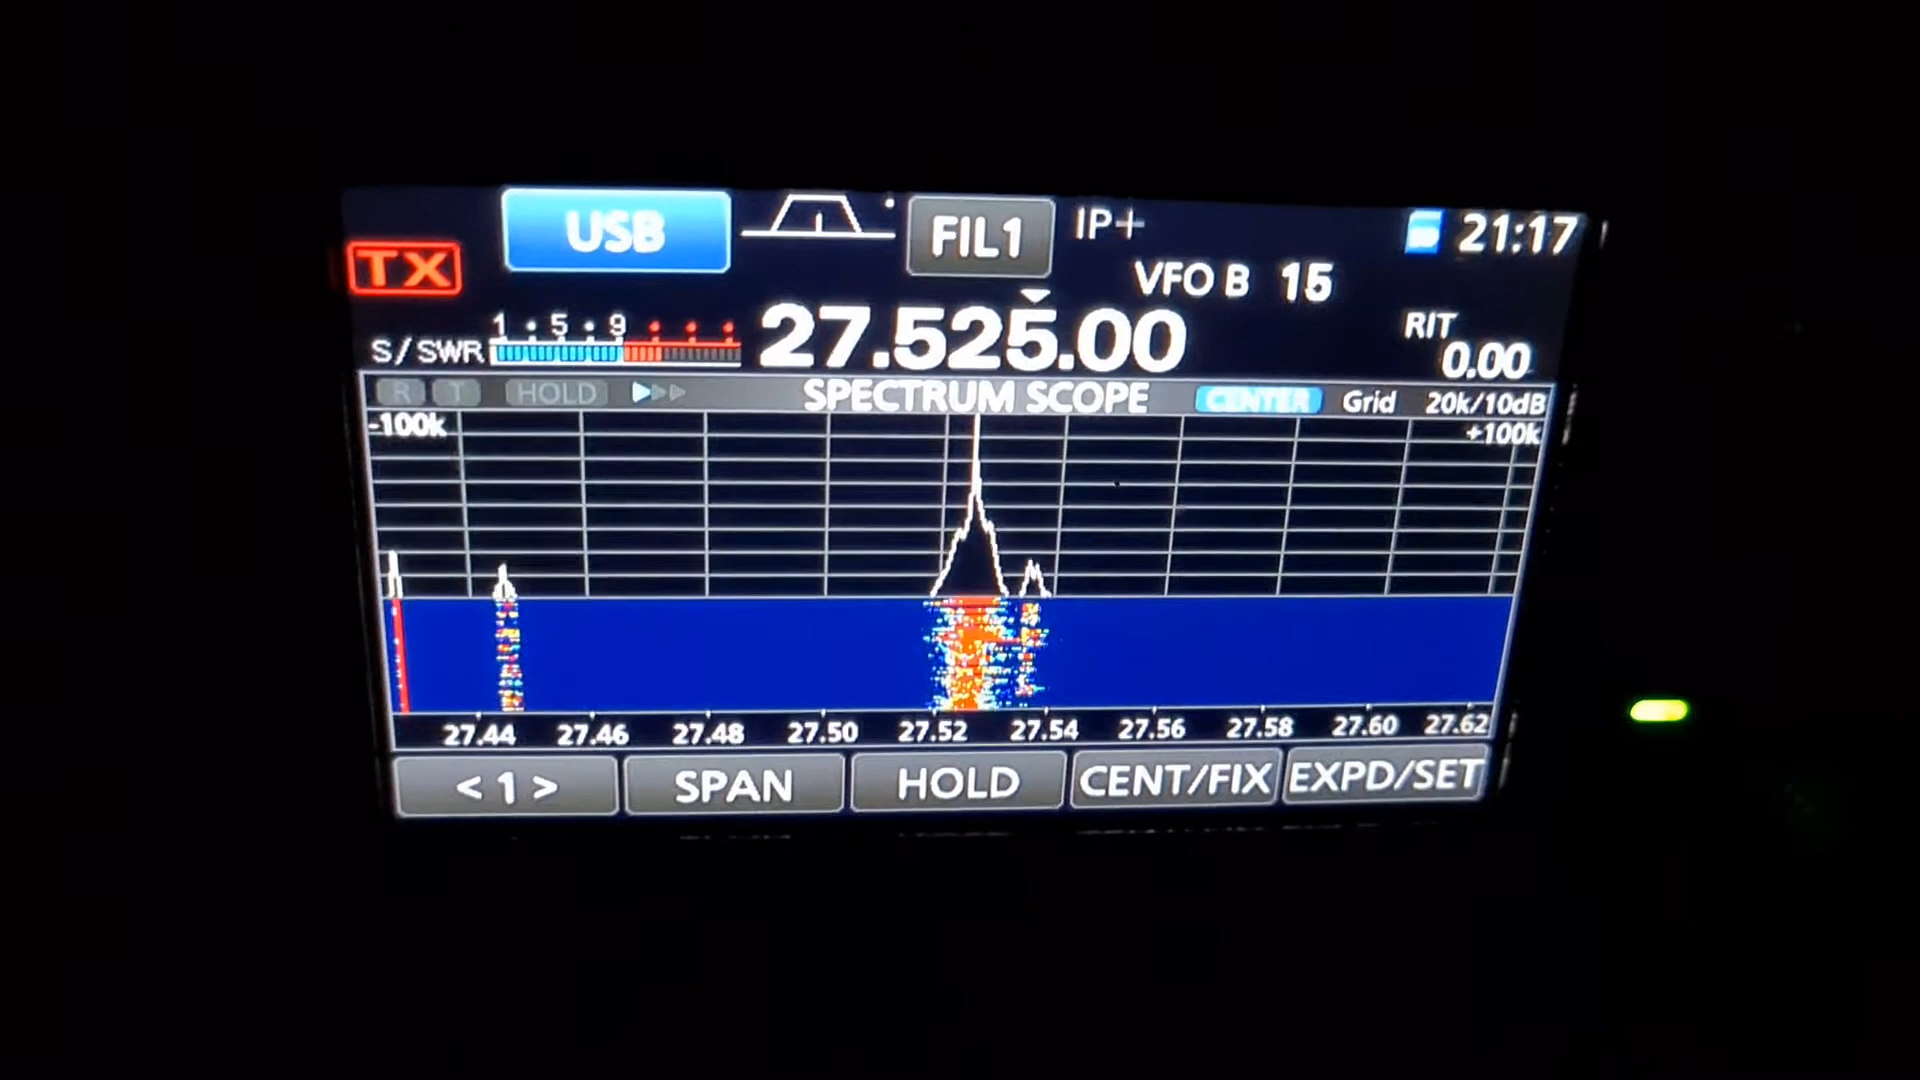 USB FIL1 IP+ 21:17
TX
VFO B 15
1 • 5 • 9 • • •
S/SWR 27.525.00 RIT
0.00
R T HOLD SPECTRUM SCOPE CENTER Grid 20k/10dB
-100k +100k
27.44 27.46 27.48 27.50 27.52 27.54 27.56 27.58 27.60 27.62
< 1 > SPAN HOLD CENT/FIX EXPD/SET